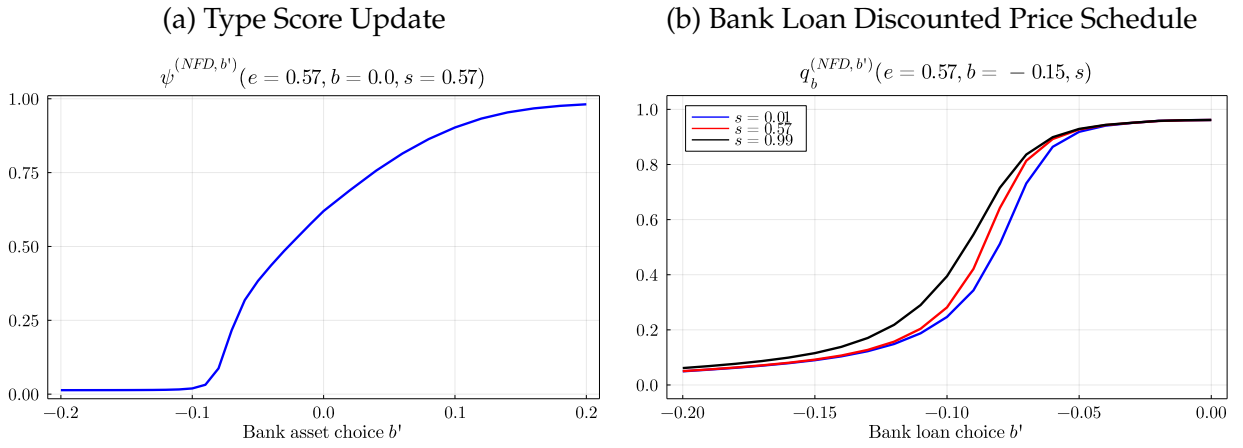 (a) Type Score Update
ψ^(NFD, b')(e = 0.57, b = 0.0, s = 0.57)
1.00
0.75
0.50
0.25
0.00
−0.2
−0.1
0.0
0.1
0.2
Bank asset choice b'
(b) Bank Loan Discounted Price Schedule
q_b^(NFD, b')(e = 0.57, b = − 0.15, s)
s = 0.01
s = 0.57
s = 0.99
1.0
0.8
0.6
0.4
0.2
0.0
−0.20
−0.15
−0.10
−0.05
0.00
Bank loan choice b'